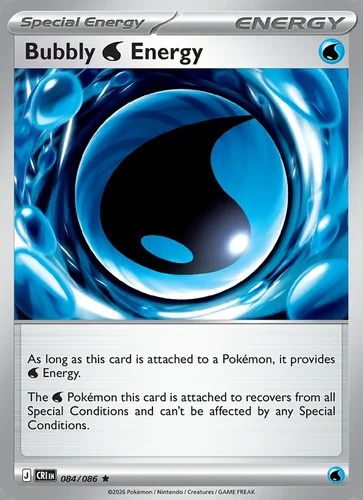 Special Energy
ENERGY
Bubbly Energy
As long as this card is attached to a Pokémon, it provides
Energy.
The Pokémon this card is attached to recovers from all
Special Conditions and can't be affected by any Special
Conditions.
J CRI EN 084/086 ★
©2026 Pokémon / Nintendo / Creatures / GAME FREAK